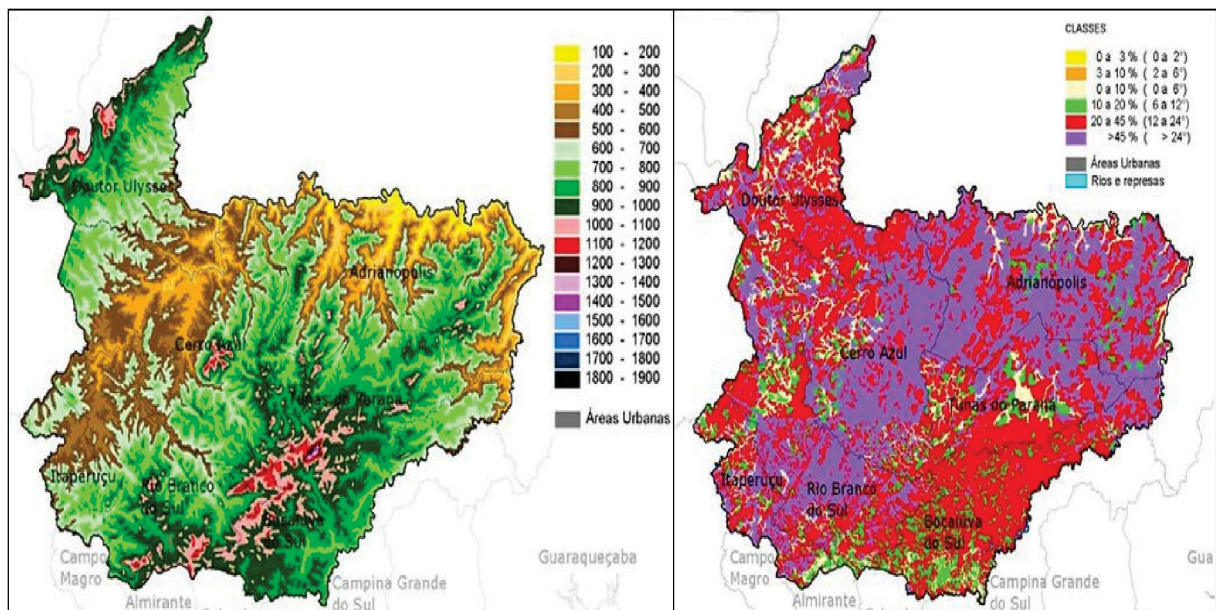 100 - 200
200 - 300
300 - 400
400 - 500
500 - 600
600 - 700
700 - 800
800 - 900
900 - 1000
1000 - 1100
1100 - 1200
1200 - 1300
1300 - 1400
1400 - 1500
1500 - 1600
1600 - 1700
1700 - 1800
1800 - 1900
Áreas Urbanas
Doutor Ulysses
Adrianópolis
Cerro Azul
Tunas do Paraná
Itaperuçu
Rio Branco
do Sul
Bocaiúva
do Sul
Campo
Magro
Almirante
Campina Grande
do Sul
Guaraqueçaba
CLASSES
0 a 3 % ( 0 a 2°)
3 a 10 % ( 2 a 6°)
0 a 10 % ( 0 a 6°)
10 a 20 % ( 6 a 12°)
20 a 45 % (12 a 24°)
>45 % ( > 24°)
Áreas Urbanas
Rios e represas
Doutor Ulysses
Adrianópolis
Cerro Azul
Tunas do Paraná
Itaperuçu
Rio Branco
do Sul
Bocaiúva
do Sul
Campo
Magro
Almirante
Campina Grande
do Sul
Gua